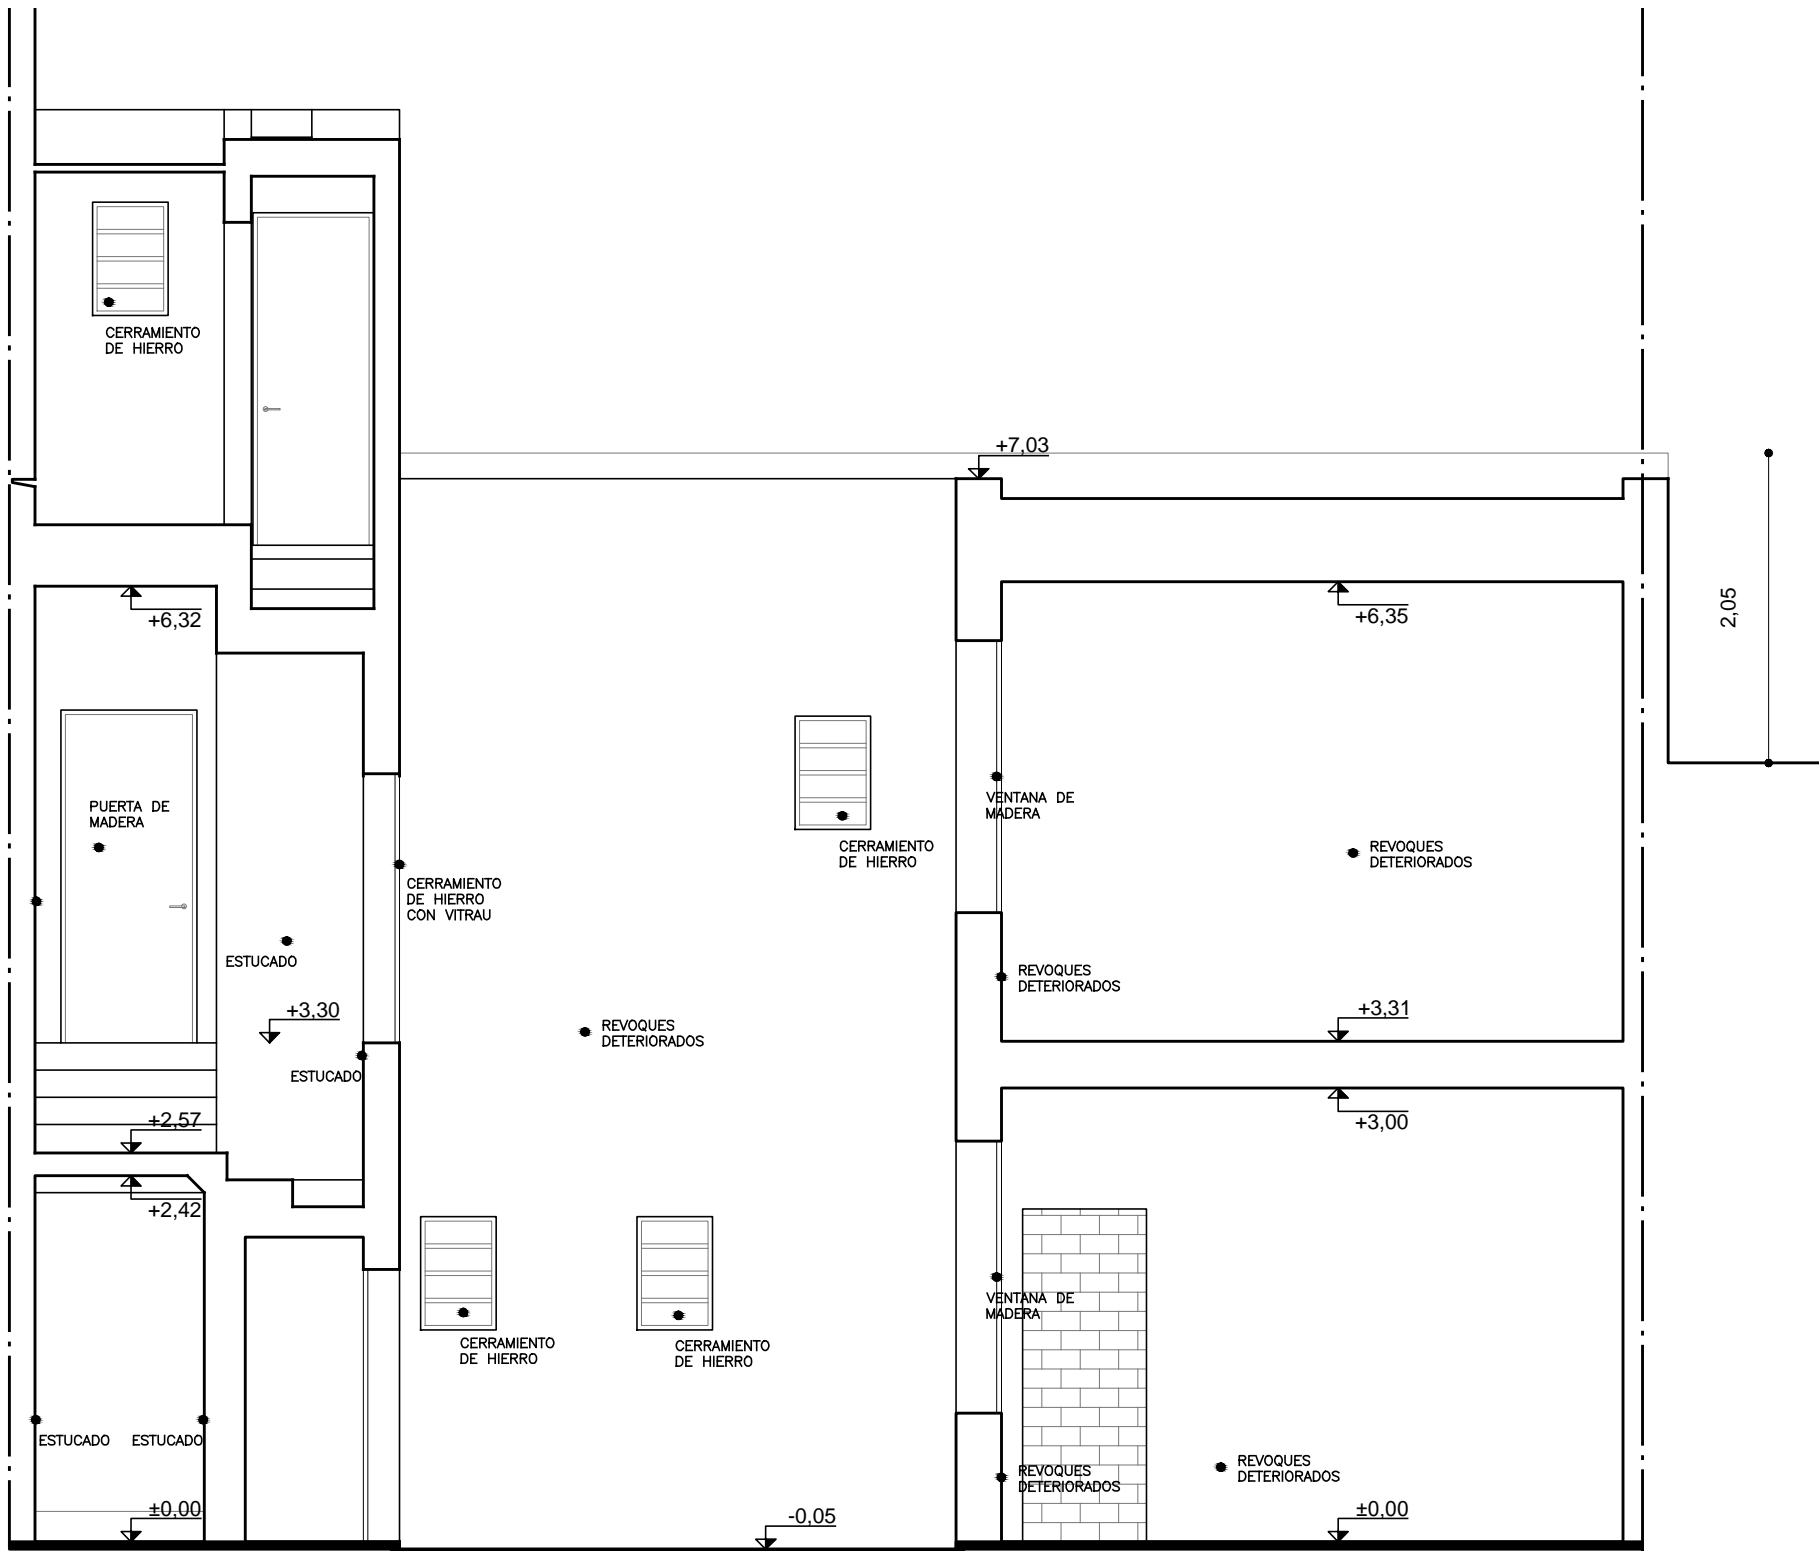 CERRAMIENTO
DE HIERRO
+7,03
+6,32
+6,35
2,05
PUERTA DE
MADERA
VENTANA DE
MADERA
CERRAMIENTO
DE HIERRO
REVOQUES
DETERIORADOS
CERRAMIENTO
DE HIERRO
CON VITRAU
ESTUCADO
REVOQUES
DETERIORADOS
+3,30
+3,31
REVOQUES
DETERIORADOS
ESTUCADO
+2,57
+3,00
+2,42
VENTANA DE
MADERA
CERRAMIENTO
DE HIERRO
CERRAMIENTO
DE HIERRO
ESTUCADO
ESTUCADO
REVOQUES
DETERIORADOS
REVOQUES
DETERIORADOS
±0,00
-0,05
±0,00